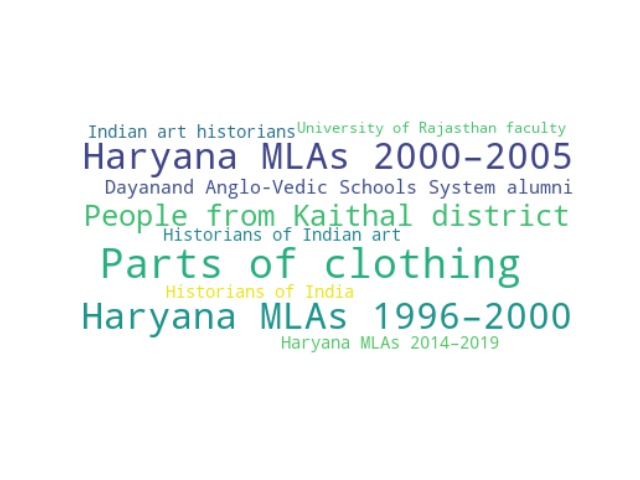 Indian art historians
University of Rajasthan faculty
Haryana MLAs 2000–2005
Dayanand Anglo-Vedic Schools System alumni
People from Kaithal district
Historians of Indian art
Parts of clothing
Historians of India
Haryana MLAs 1996–2000
Haryana MLAs 2014–2019